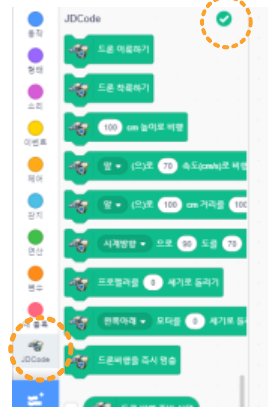 JDCode
동작
형태
소리
이벤트
제어
감지
연산
변수
JDCode
드론 이륙하기
드론 착륙하기
100 cm 높이로 비행
앞 (으)로 70 속도(cm/s)로 비행
앞 (으)로 100 cm 거리를 100
시계방향 으로 90 도를 70
프로펠러를 0 세기로 돌리기
왼쪽아래 모터를 0 세기로
드론비행을 즉시 멈춤